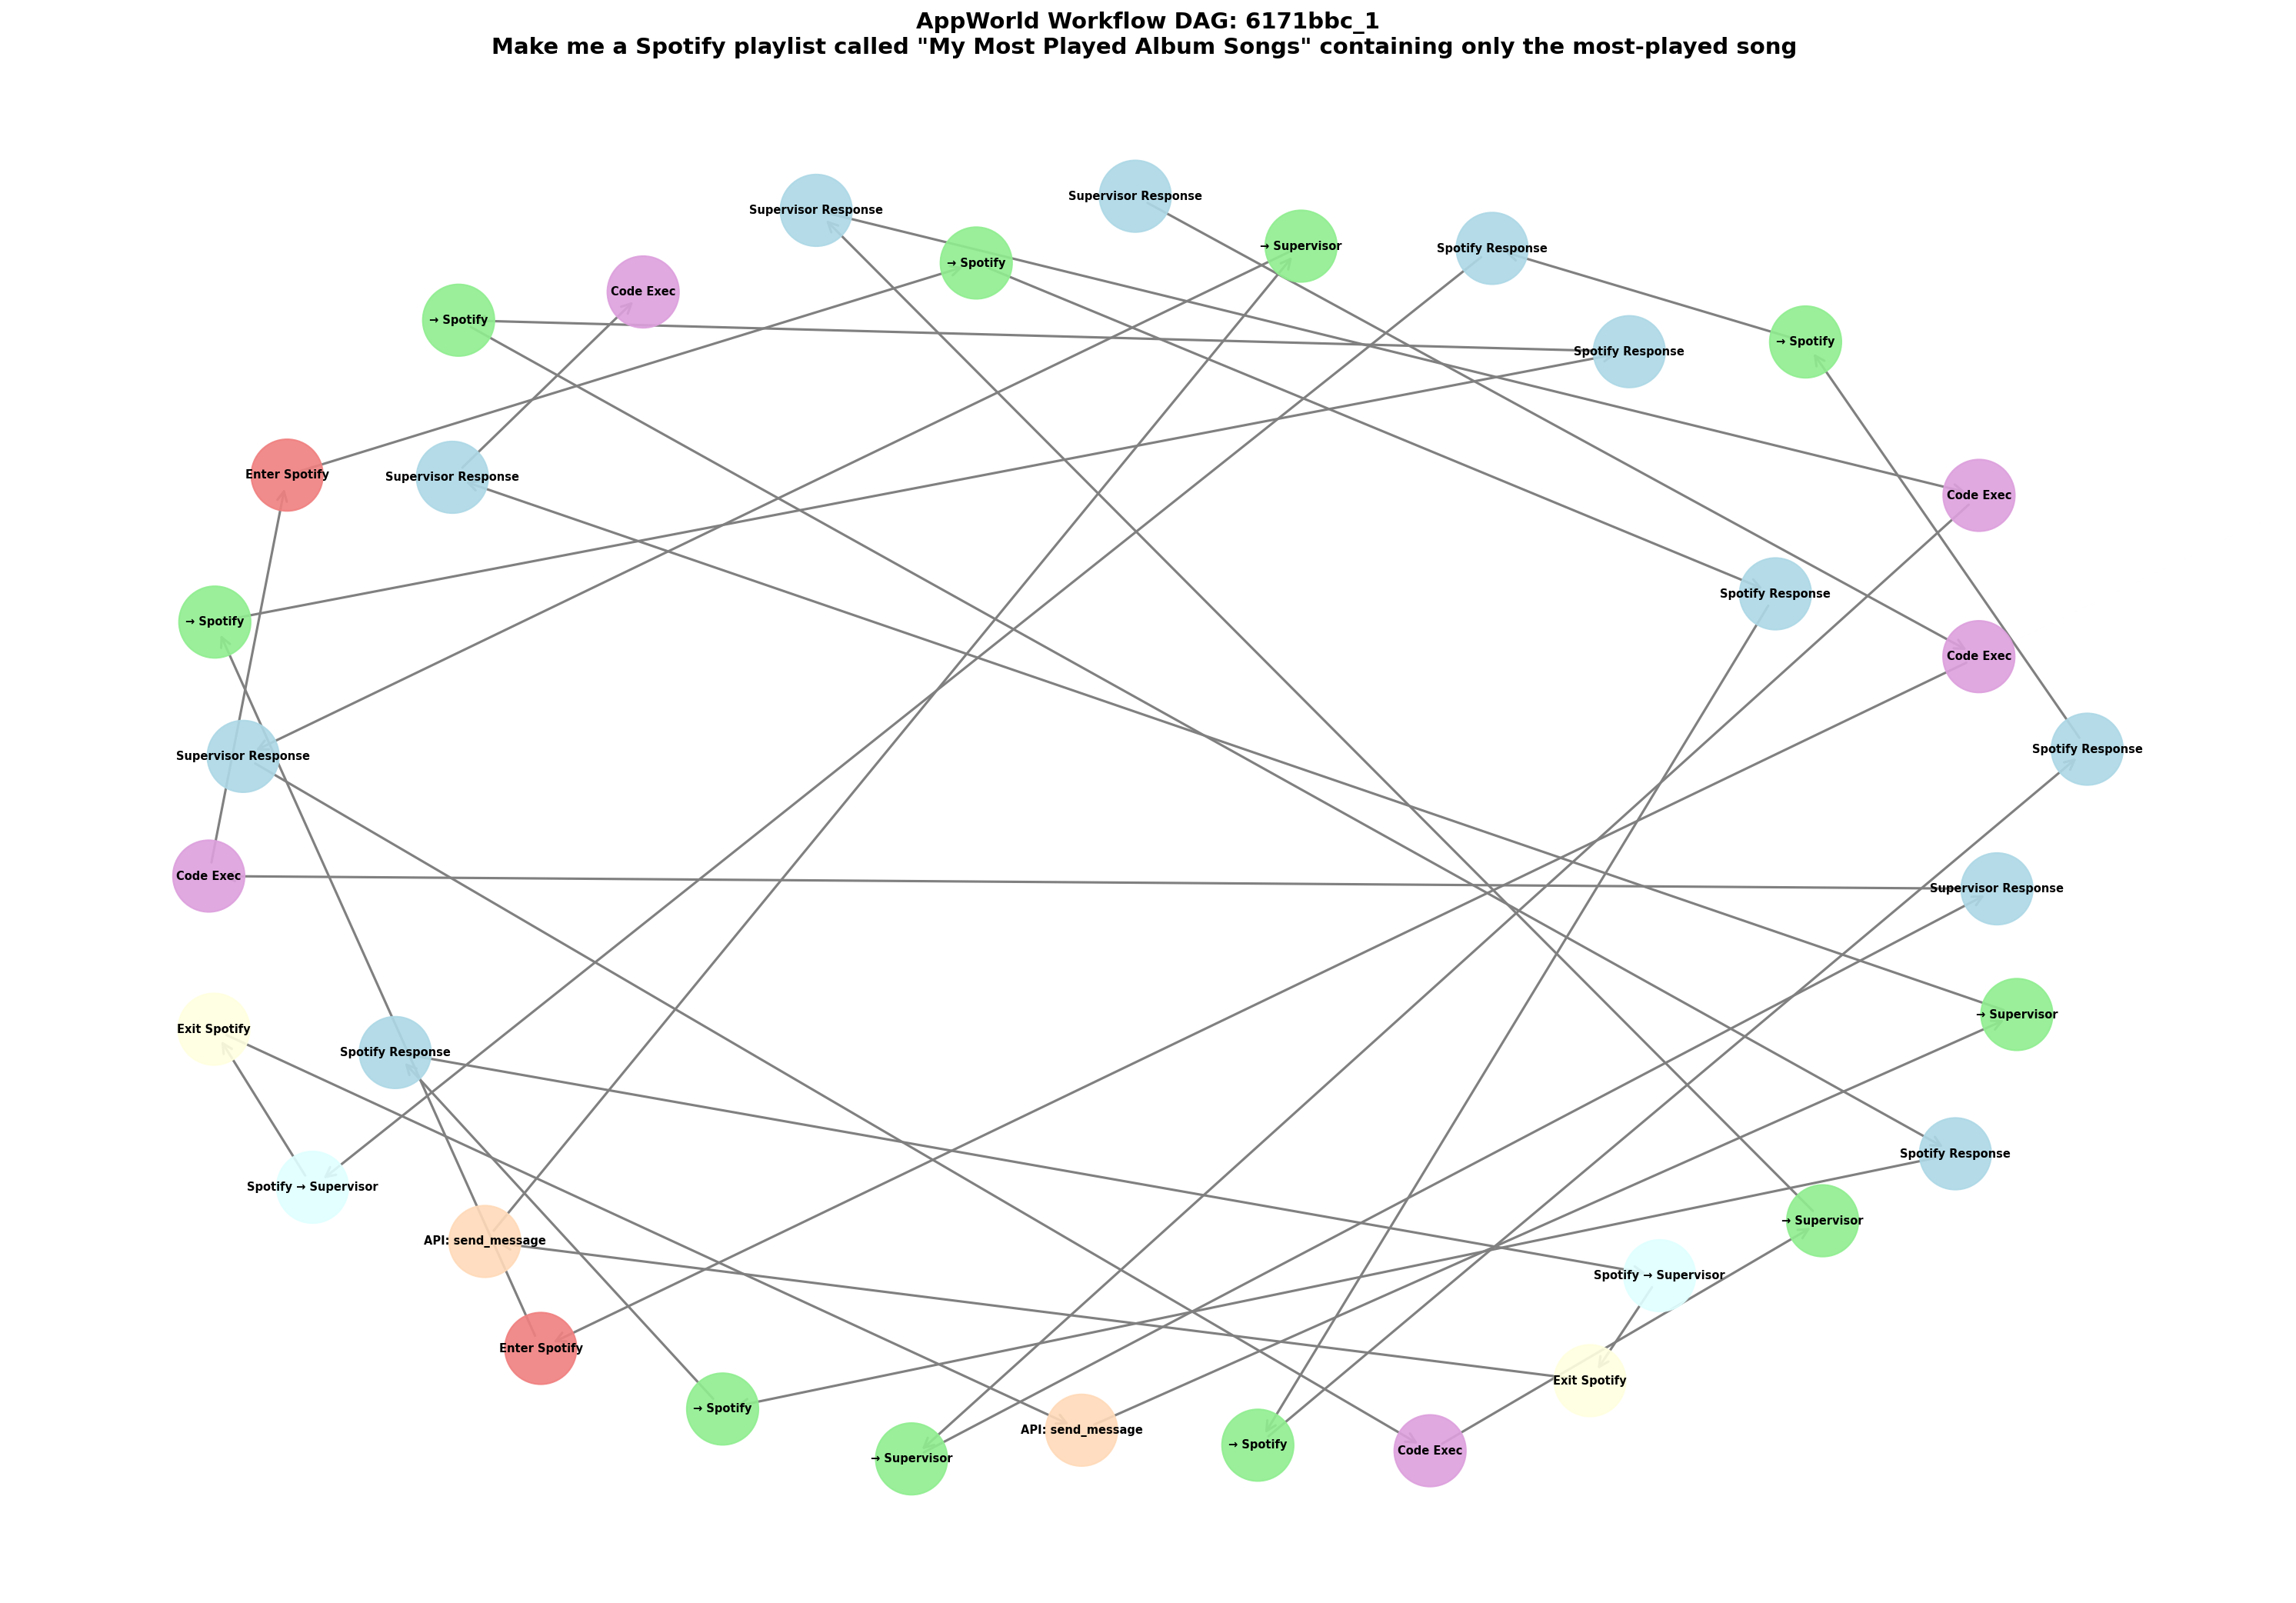 AppWorld Workflow DAG: 6171bbc_1
Make me a Spotify playlist called "My Most Played Album Songs" containing only the most-played song
Supervisor Response
Supervisor Response
→ Supervisor
Spotify Response
→ Spotify
Code Exec
→ Spotify
→ Spotify
Spotify Response
Enter Spotify
Supervisor Response
Code Exec
Spotify Response
→ Spotify
Code Exec
Spotify Response
Supervisor Response
Code Exec
Supervisor Response
→ Supervisor
Exit Spotify
Spotify Response
Spotify Response
Spotify → Supervisor
→ Supervisor
API: send_message
Spotify → Supervisor
Enter Spotify
Exit Spotify
→ Spotify
API: send_message
→ Spotify
Code Exec
→ Supervisor